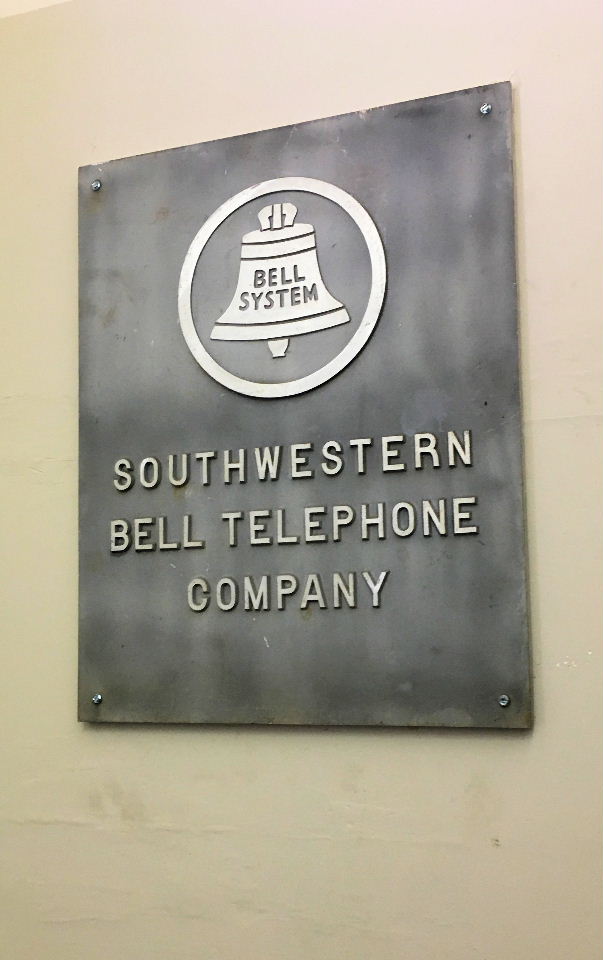 BELL
SYSTEM
SOUTHWESTERN
BELL TELEPHONE
COMPANY